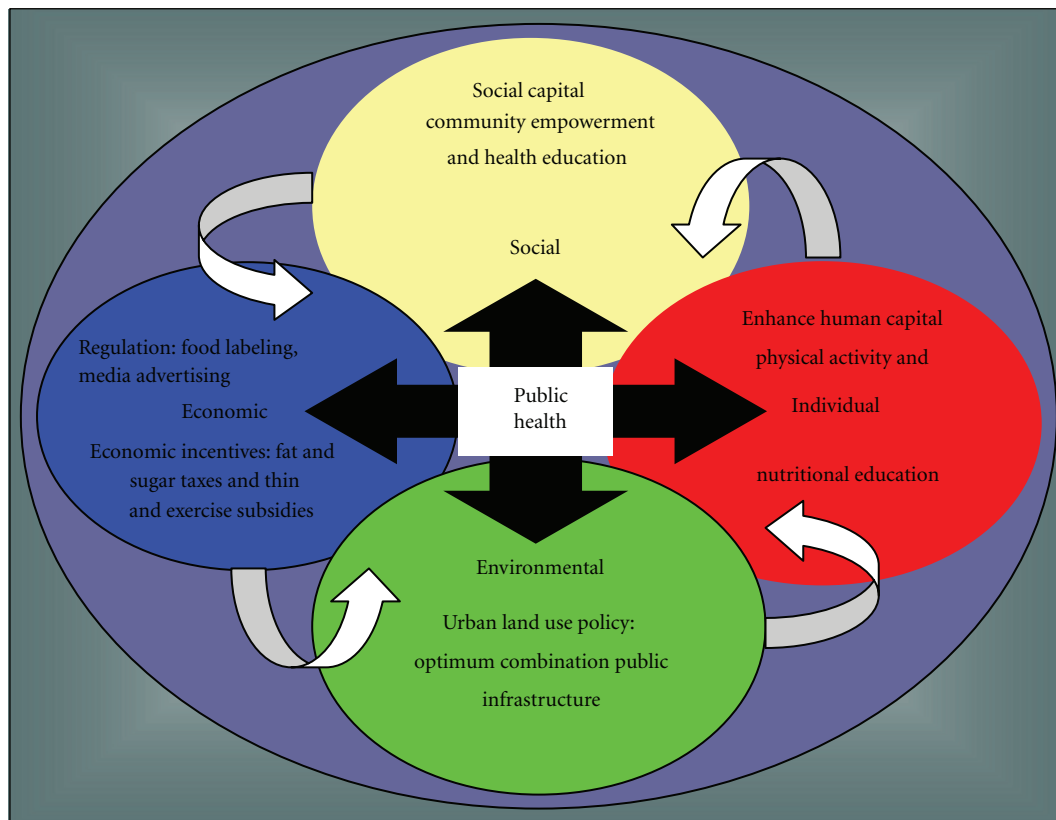 Social capital
community empowerment
and health education
Social
Regulation: food labeling,
media advertising
Economic
Economic incentives: fat and
sugar taxes and thin
and exercise subsidies
Public
health
Enhance human capital
physical activity and
Individual
nutritional education
Environmental
Urban land use policy:
optimum combination public
infrastructure